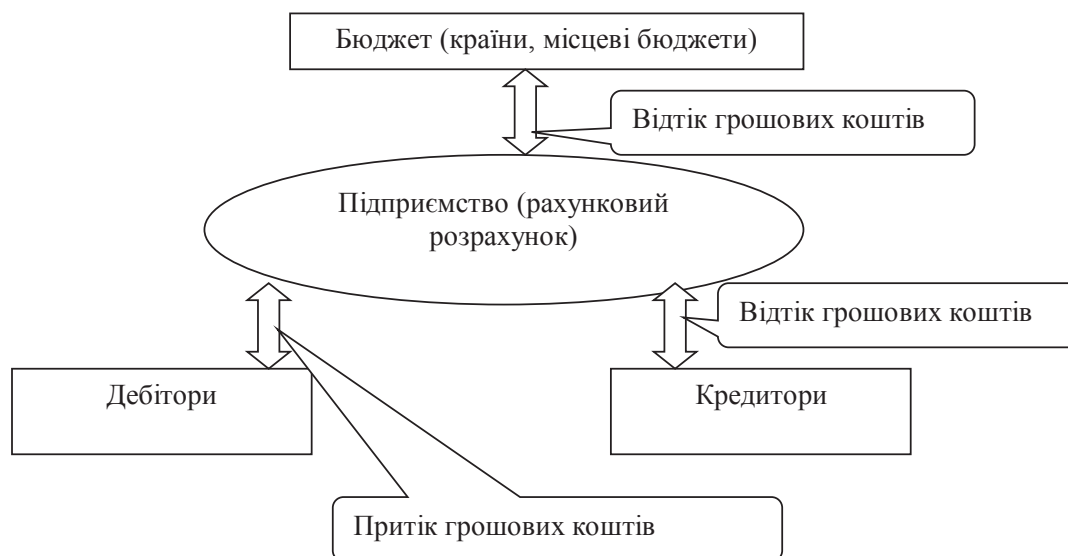 Бюджет (країни, місцеві бюджети)
Відтік грошових коштів
Підприємство (рахунковий
розрахунок)
Відтік грошових коштів
Дебітори
Кредитори
Притік грошових коштів